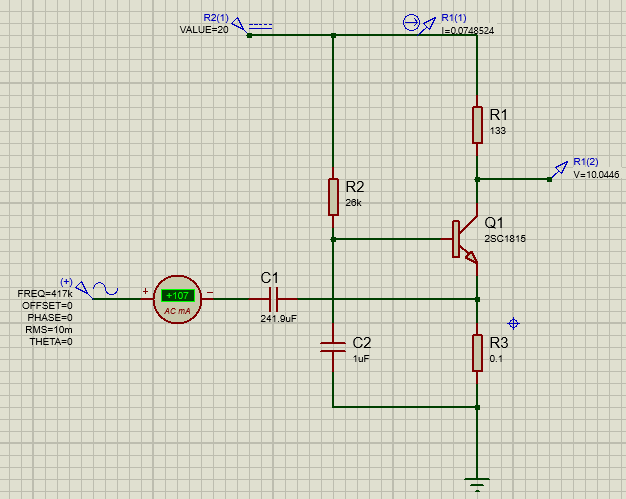 R2(1)
VALUE=20
R1(1)
I=0.0748524
R1
133
R1(2)
V=10.0446
R2
26k
Q1
2SC1815
(+)
FREQ=417k
OFFSET=0
PHASE=0
RMS=10m
THETA=0
+
+107
AC mA
−
C1
241.9uF
C2
1uF
R3
0.1